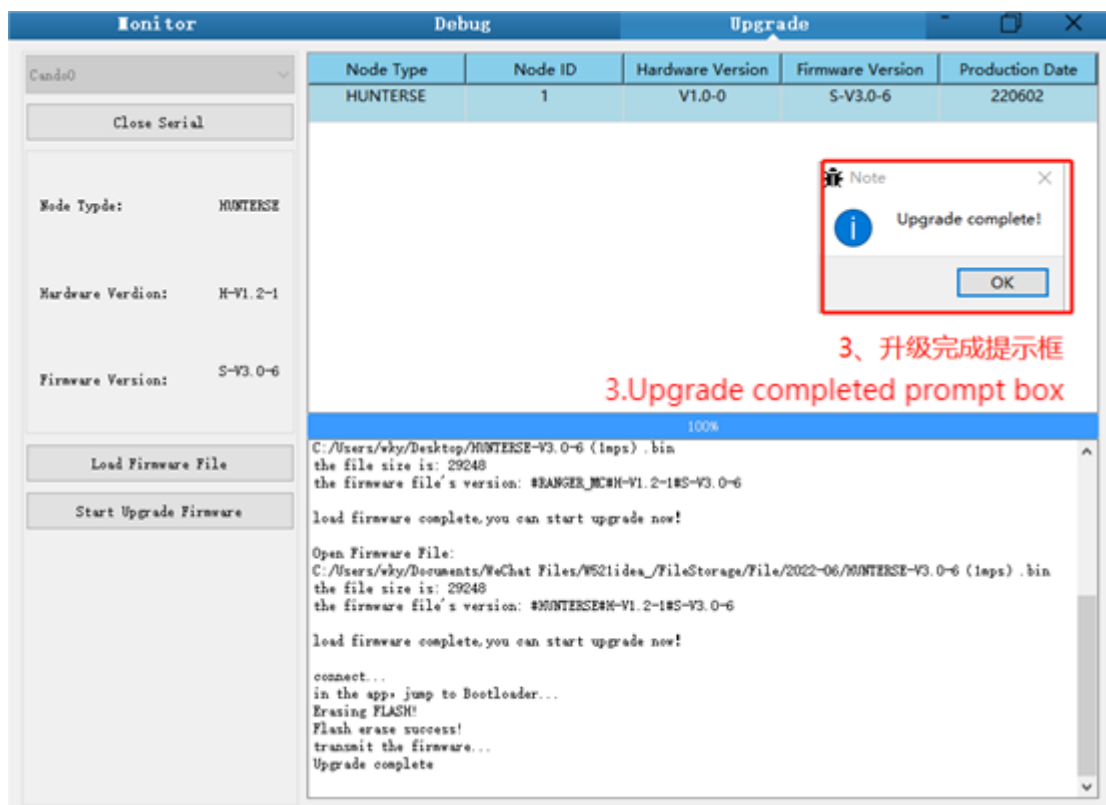 Monitor
Debug
Upgrade
Cando0
Close Serial
Node Typde: HUNTERSE
Hardware Verdion: H-V1.2-1
Firmware Version: S-V3.0-6
Load Firmware File
Start Upgrade Firmware
Node Type Node ID Hardware Version Firmware Version Production Date
HUNTERSE 1 V1.0-0 S-V3.0-6 220602
Note
Upgrade complete!
OK
3、升级完成提示框
3.Upgrade completed prompt box
100%
C:/Users/wky/Desktop/HUNTERSE-V3.0-6 (1mps) .bin
the file size is: 29248
the firmware file's version: #RANGER_MC#H-V1.2-1#S-V3.0-6
load firmware complete,you can start upgrade now!
Open Firmware File:
C:/Users/wky/Documents/WeChat Files/W521idea_/FileStorage/File/2022-06/HUNTERSE-V3.0-6 (1mps) .bin
the file size is: 29248
the firmware file's version: #HUNTERSE#H-V1.2-1#S-V3.0-6
load firmware complete,you can start upgrade now!
connect...
in the app, jump to Bootloader...
Erasing FLASH!
Flash erase success!
transmit the firmware...
Upgrade complete